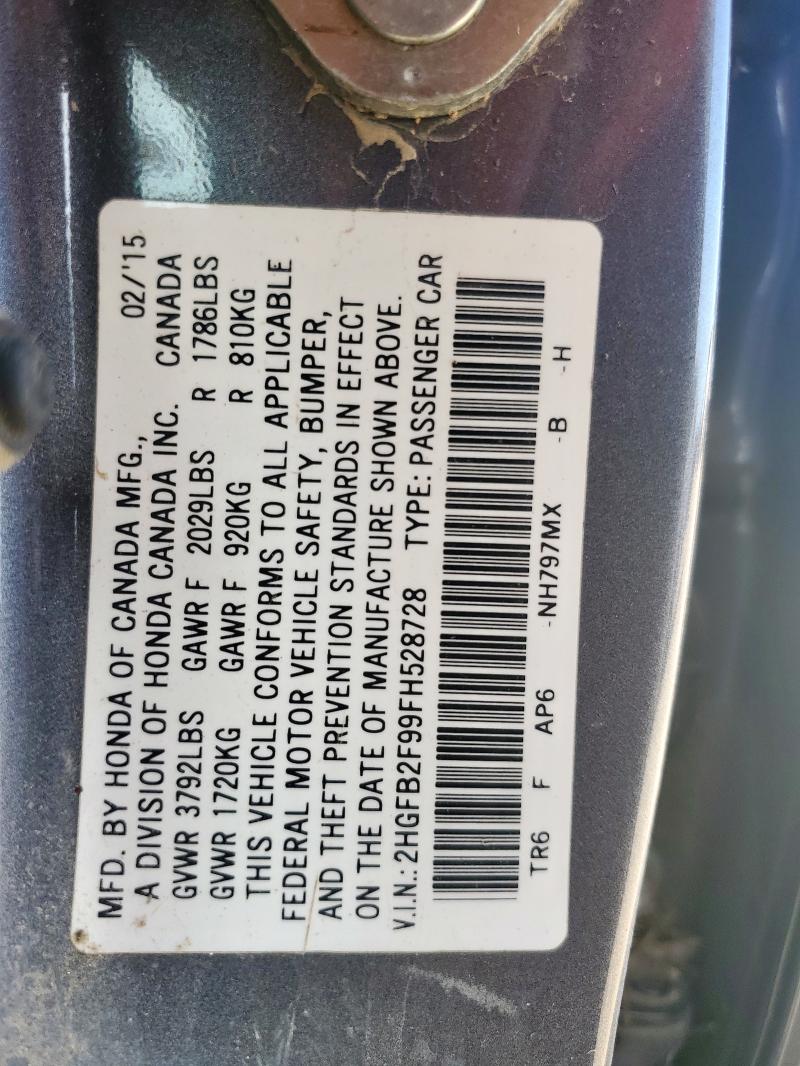 MFD. BY HONDA OF CANADA MFG., 02/'15
A DIVISION OF HONDA CANADA INC. CANADA
GVWR 3792LBS GAWR F 2029LBS R 1786LBS
GVWR 1720KG GAWR F 920KG R 810KG
THIS VEHICLE CONFORMS TO ALL APPLICABLE
FEDERAL MOTOR VEHICLE SAFETY, BUMPER,
AND THEFT PREVENTION STANDARDS IN EFFECT
ON THE DATE OF MANUFACTURE SHOWN ABOVE.
V.I.N.: 2HGFB2F99FH528728 TYPE: PASSENGER CAR
TR6 F AP6 -NH797MX -B -H